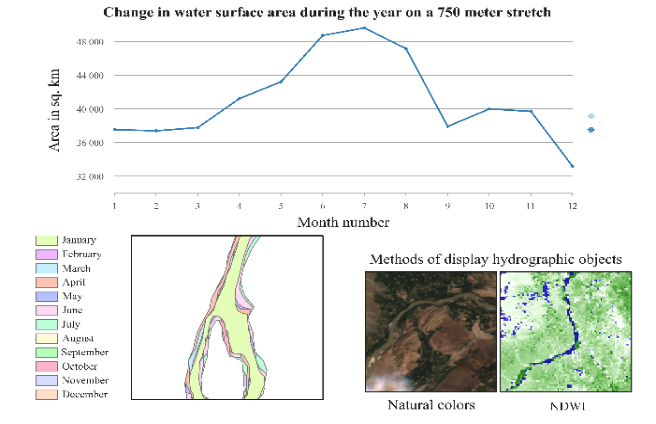 Change in water surface area during the year on a 750 meter stretch
48 000
44 000
40 000
36 000
32 000
Area in sq. km
1 2 3 4 5 6 7 8 9 10 11 12
Month number
January
February
March
April
May
June
July
August
September
October
November
December
Methods of display hydrographic objects
Natural colors
NDWI